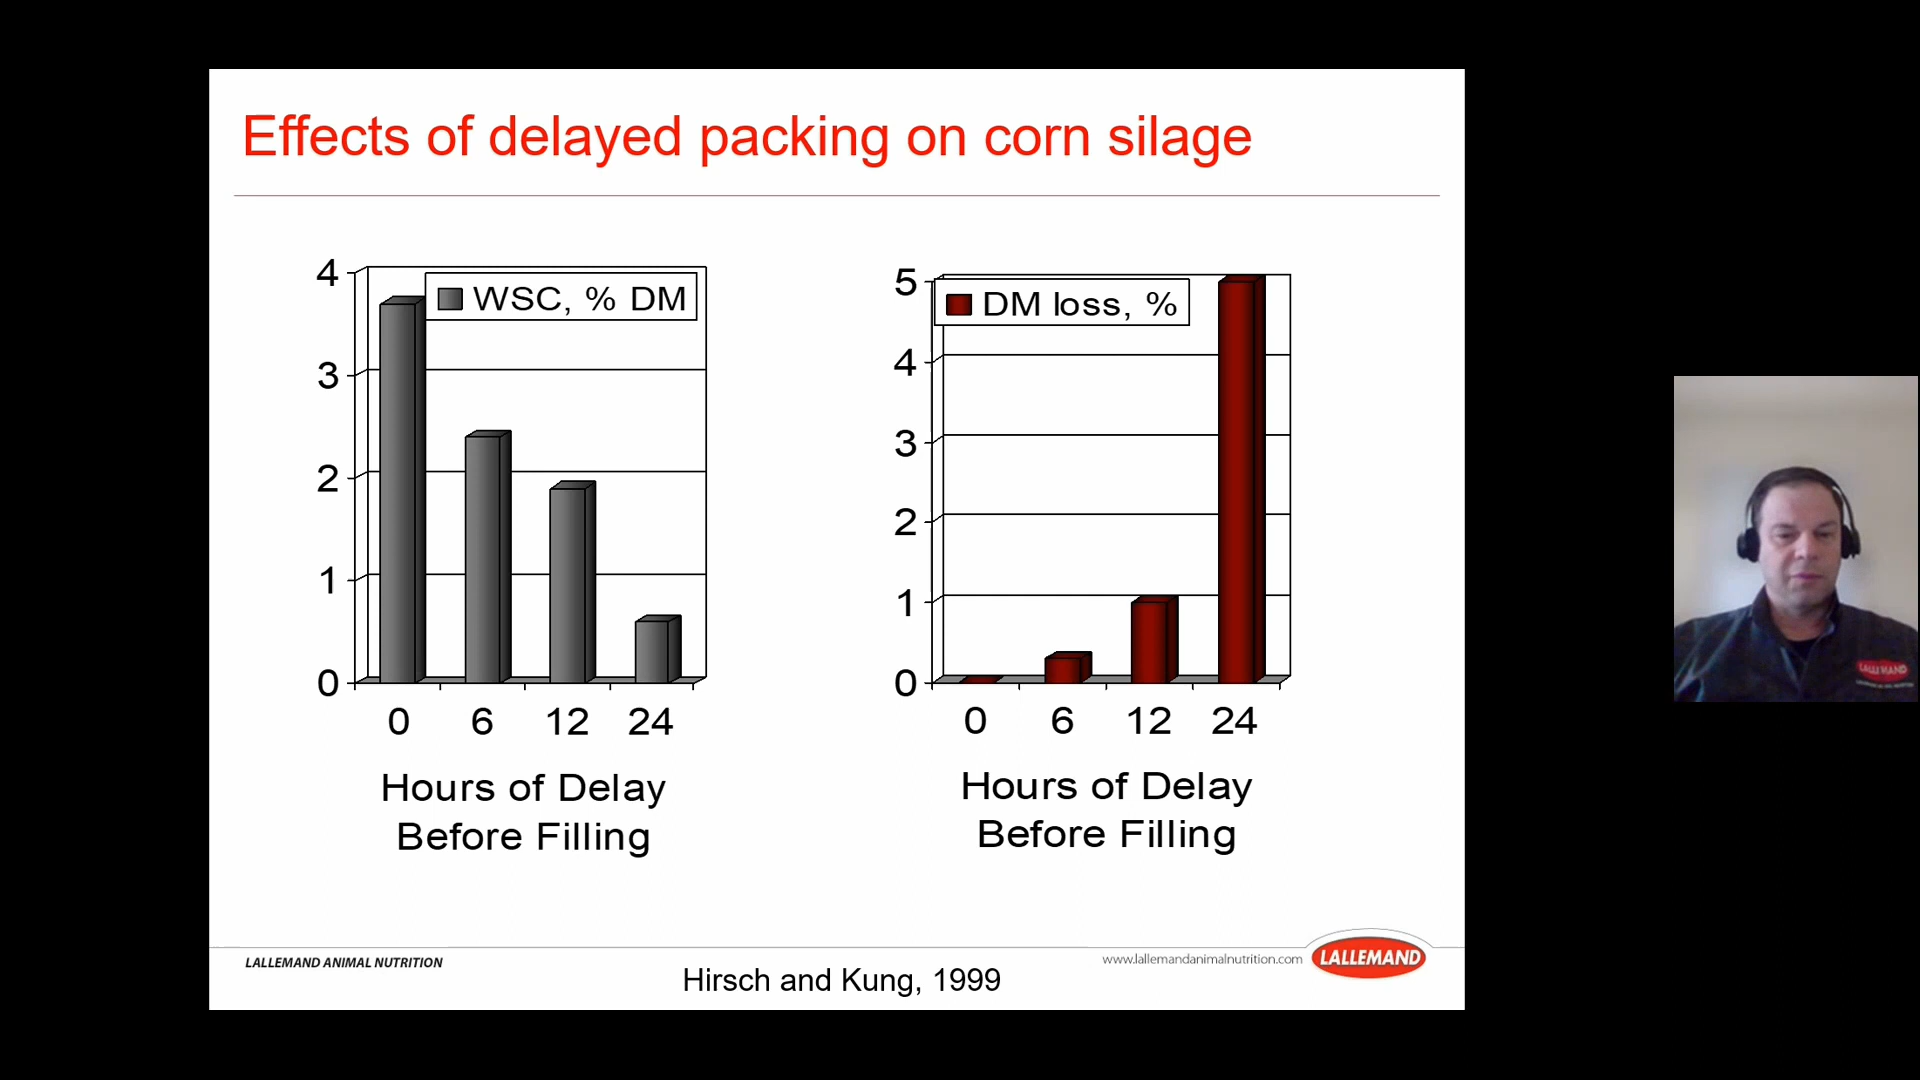 Effects of delayed packing on corn silage
4
3
2
1
0
WSC, % DM
0 6 12 24
Hours of Delay
Before Filling
5
4
3
2
1
0
DM loss, %
0 6 12 24
Hours of Delay
Before Filling
LALLEMAND ANIMAL NUTRITION
Hirsch and Kung, 1999
www.lallemandanimalnutrition.com
LALLEMAND
LALLEMAND